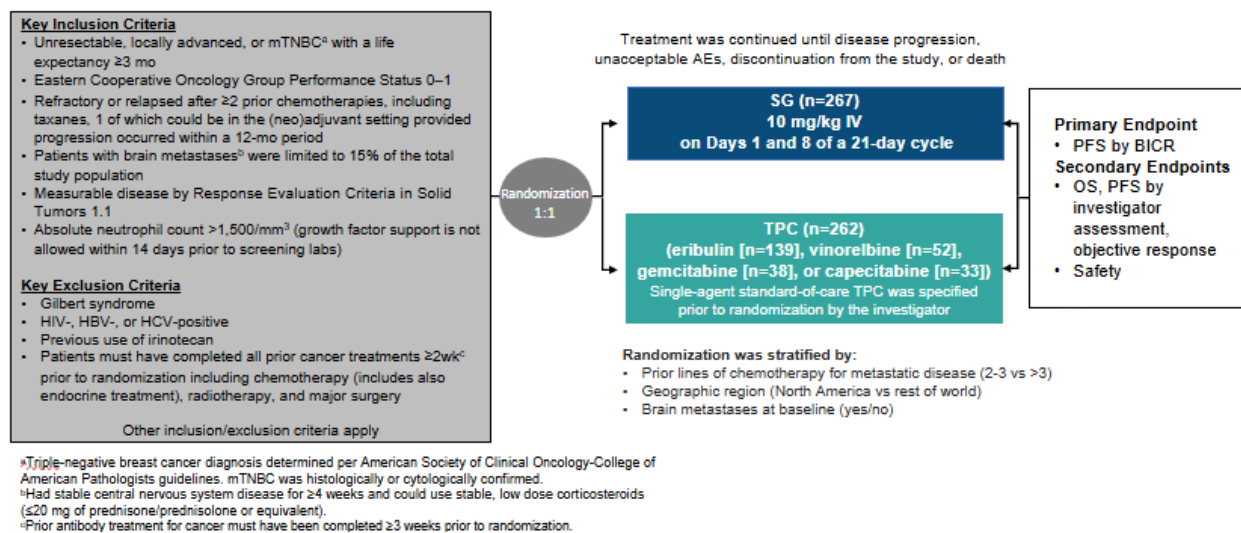 Key Inclusion Criteria
• Unresectable, locally advanced, or mTNBCᵃ with a life
expectancy ≥3 mo
• Eastern Cooperative Oncology Group Performance Status 0–1
• Refractory or relapsed after ≥2 prior chemotherapies, including
taxanes, 1 of which could be in the (neo)adjuvant setting provided
progression occurred within a 12-mo period
• Patients with brain metastasesᵇ were limited to 15% of the total
study population
• Measurable disease by Response Evaluation Criteria in Solid
Tumors 1.1
• Absolute neutrophil count >1,500/mm³ (growth factor support is not
allowed within 14 days prior to screening labs)
Key Exclusion Criteria
• Gilbert syndrome
• HIV-, HBV-, or HCV-positive
• Previous use of irinotecan
• Patients must have completed all prior cancer treatments ≥2wkᶜ
prior to randomization including chemotherapy (includes also
endocrine treatment), radiotherapy, and major surgery
Other inclusion/exclusion criteria apply
Randomization
1:1
Treatment was continued until disease progression,
unacceptable AEs, discontinuation from the study, or death
SG (n=267)
10 mg/kg IV
on Days 1 and 8 of a 21-day cycle
TPC (n=262)
(eribulin [n=139], vinorelbine [n=52],
gemcitabine [n=38], or capecitabine [n=33])
Single-agent standard-of-care TPC was specified
prior to randomization by the investigator
Primary Endpoint
• PFS by BICR
Secondary Endpoints
• OS, PFS by
investigator
assessment,
objective response
• Safety
Randomization was stratified by:
• Prior lines of chemotherapy for metastatic disease (2-3 vs >3)
• Geographic region (North America vs rest of world)
• Brain metastases at baseline (yes/no)
ᵃTriple-negative breast cancer diagnosis determined per American Society of Clinical Oncology-College of
American Pathologists guidelines. mTNBC was histologically or cytologically confirmed.
ᵇHad stable central nervous system disease for ≥4 weeks and could use stable, low dose corticosteroids
(≤20 mg of prednisone/prednisolone or equivalent).
ᶜPrior antibody treatment for cancer must have been completed ≥3 weeks prior to randomization.